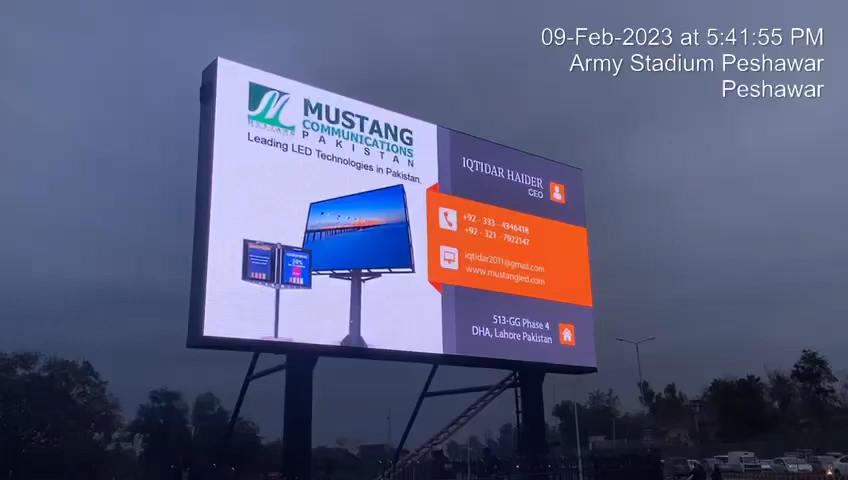 09-Feb-2023 at 5:41:55 PM
Army Stadium Peshawar
Peshawar
MUSTANG
COMMUNICATIONS
PAKISTAN
Leading LED Technologies in Pakistan.
IQTIDAR HAIDER
CEO
+92 - 333 - 4346418
+92 - 321 - 7922147
iqtidar2011@gmail.com
www.mustangled.com
513-GG Phase 4
DHA, Lahore Pakistan